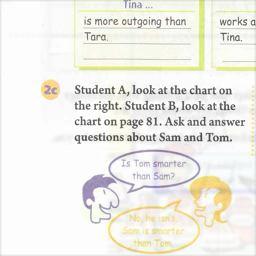 Tina ...
is more outgoing than
Tara.
works a
Tina.
2c
Student A, look at the chart on
the right. Student B, look at the
chart on page 81. Ask and answer
questions about Sam and Tom.
Is Tom smarter
than Sam?
No, he isn't.
Sam is smarter
than Tom.